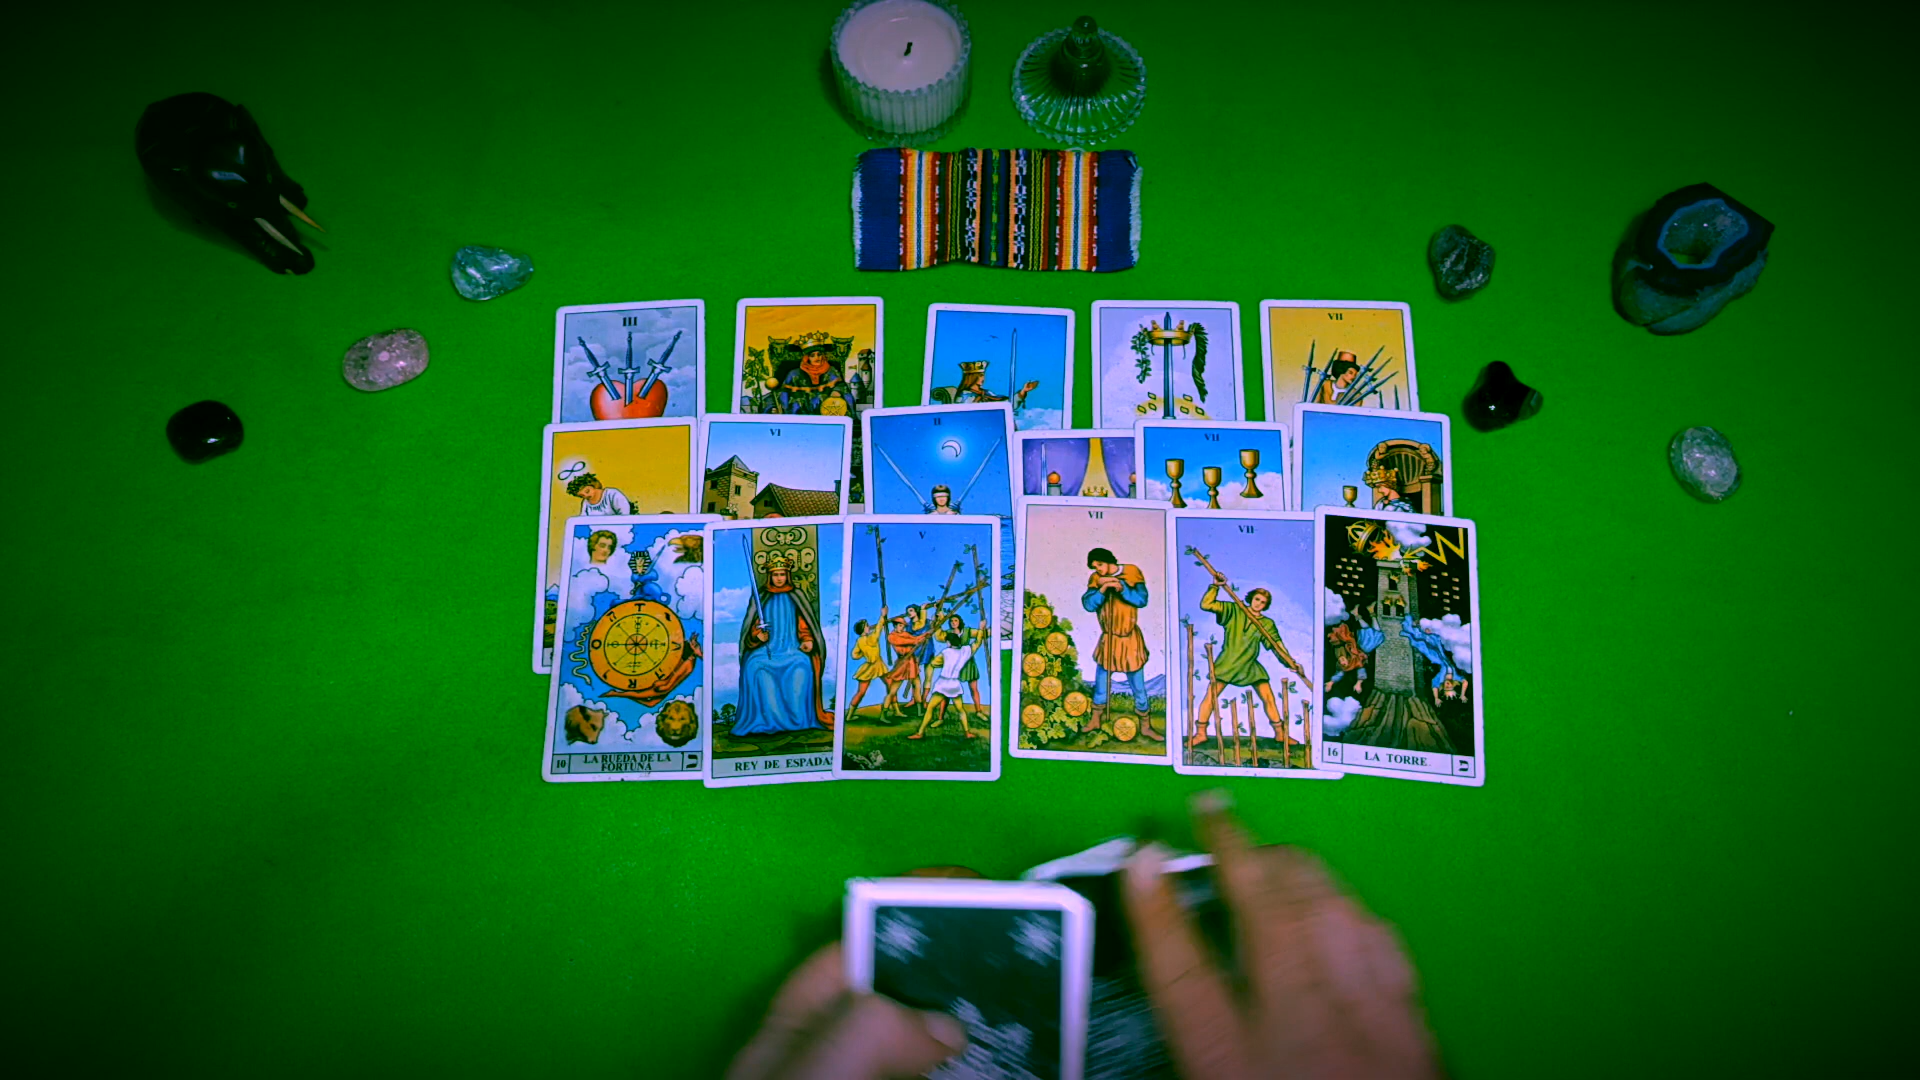 III
VII
VI
II
VII
V
VII
VII
10
LA RUEDA DE LA
FORTUNA
REY DE ESPADAS
16
LA TORRE